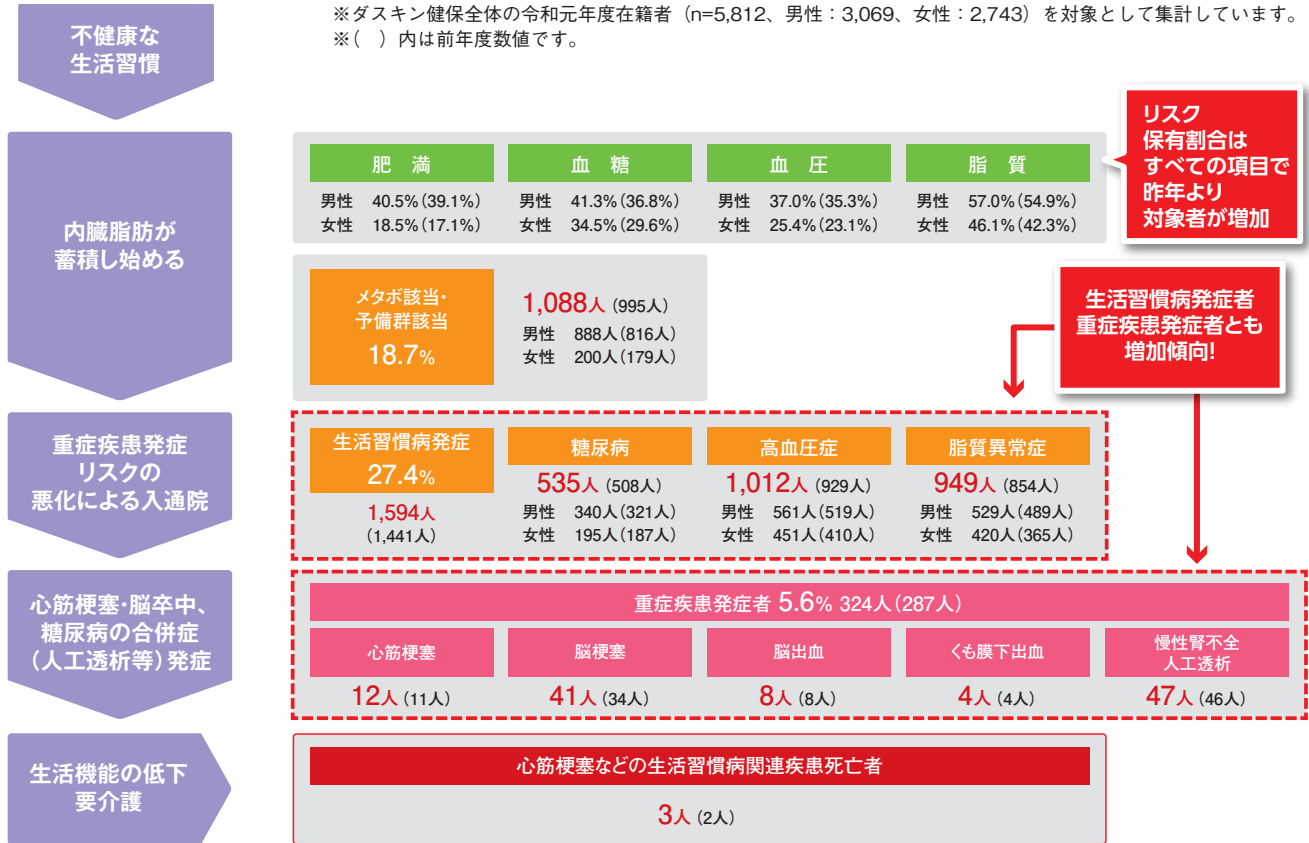 ※ダスキン健保全体の令和元年度在籍者（n=5,812、男性：3,069、女性：2,743）を対象として集計しています。
※(　) 内は前年度数値です。
不健康な
生活習慣
内臓脂肪が
蓄積し始める
肥　満
男性　40.5%(39.1%)
女性　18.5%(17.1%)
血　糖
男性　41.3%(36.8%)
女性　34.5%(29.6%)
血　圧
男性　37.0%(35.3%)
女性　25.4%(23.1%)
脂　質
男性　57.0%(54.9%)
女性　46.1%(42.3%)
リスク
保有割合は
すべての項目で
昨年より
対象者が増加
メタボ該当・
予備群該当
18.7%
1,088人 (995人)
男性　888人(816人)
女性　200人(179人)
生活習慣病発症者
重症疾患発症者とも
増加傾向!
重症疾患発症
リスクの
悪化による入通院
生活習慣病発症
27.4%
1,594人
(1,441人)
糖尿病
535人 (508人)
男性　340人(321人)
女性　195人(187人)
高血圧症
1,012人 (929人)
男性　561人(519人)
女性　451人(410人)
脂質異常症
949人 (854人)
男性　529人(489人)
女性　420人(365人)
心筋梗塞・脳卒中、
糖尿病の合併症
(人工透析等)発症
重症疾患発症者 5.6% 324人(287人)
心筋梗塞
12人 (11人)
脳梗塞
41人 (34人)
脳出血
8人 (8人)
くも膜下出血
4人 (4人)
慢性腎不全
人工透析
47人 (46人)
生活機能の低下
要介護
心筋梗塞などの生活習慣病関連疾患死亡者
3人 (2人)